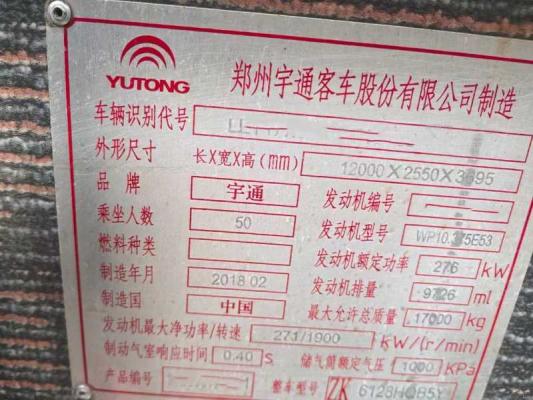 YUTONG
郑州宇通客车股份有限公司制造
车辆识别代号
外形尺寸 长X宽X高(mm) 12000X2550X3695
品牌 宇通 发动机编号
乘坐人数 50 发动机型号 WP10.375E53
燃料种类 发动机额定功率 276 KW
制造年月 2018 02 发动机排量 9726 ml
制造国 中国 最大允许总质量 17000 kg
发动机最大净功率/转速 271/1900 KW/(r/min)
制动气室响应时间 0.40 S 储气筒额定气压 1000 KPa
产品编号 整车型号 ZK 6128HQB5Y